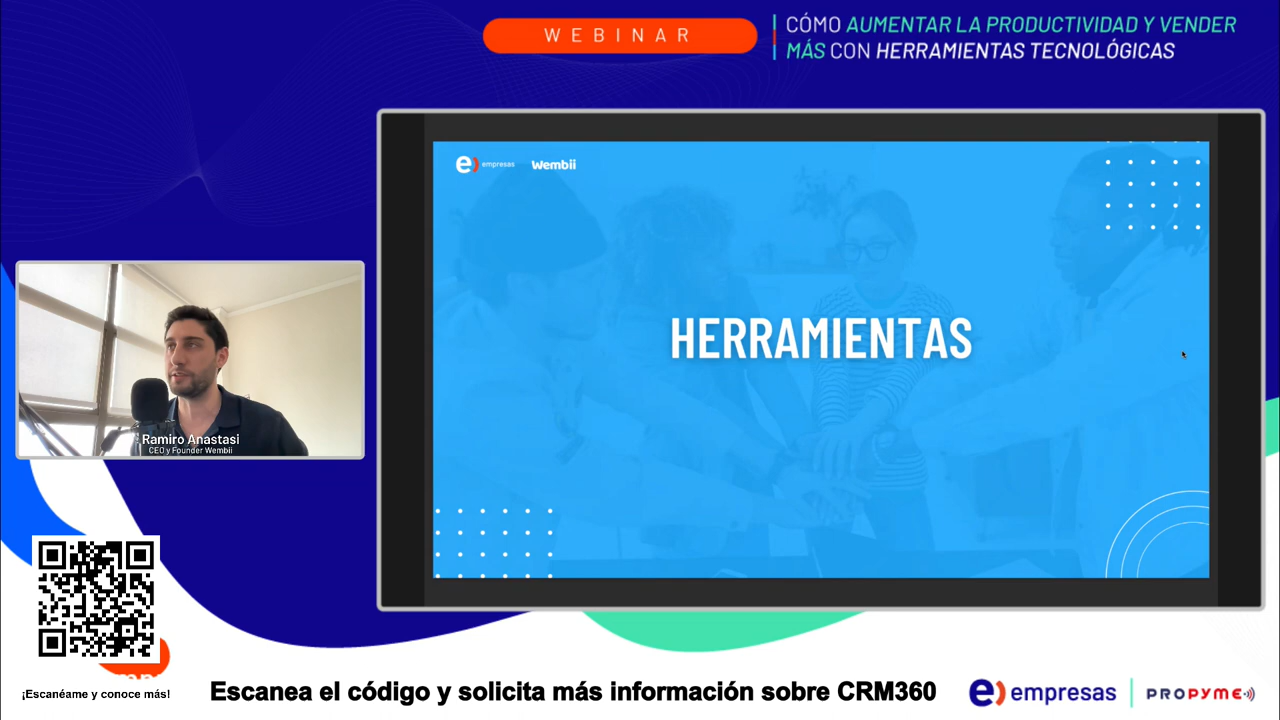 WEBINAR
CÓMO AUMENTAR LA PRODUCTIVIDAD Y VENDER
MÁS CON HERRAMIENTAS TECNOLÓGICAS
e) empresas Wembii
HERRAMIENTAS
Ramiro Anastasi
CEO y Founder Wembii
¡Escanéame y conoce más!
Escanea el código y solicita más información sobre CRM360
e) empresas PROPYME